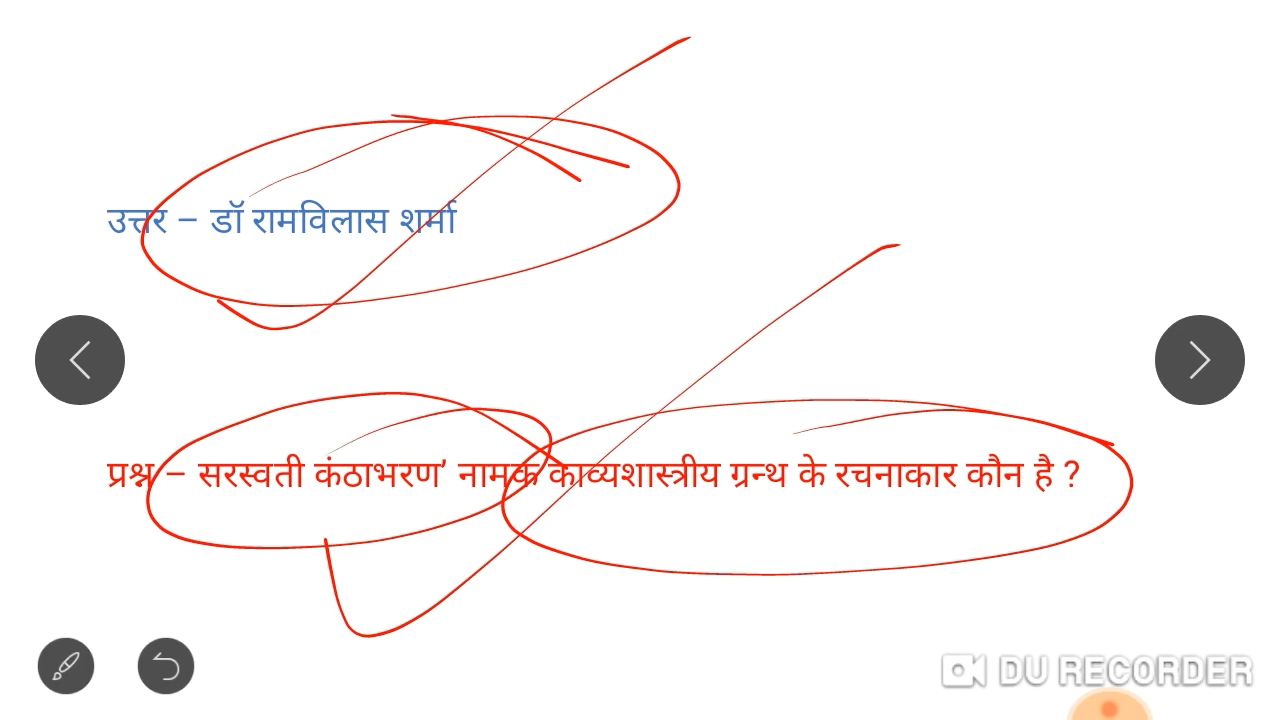 उत्तर – डॉ रामविलास शर्मा
प्रश्न – सरस्वती कंठाभरण’ नामक काव्यशास्त्रीय ग्रन्थ के रचनाकार कौन है ?
DU RECORDER